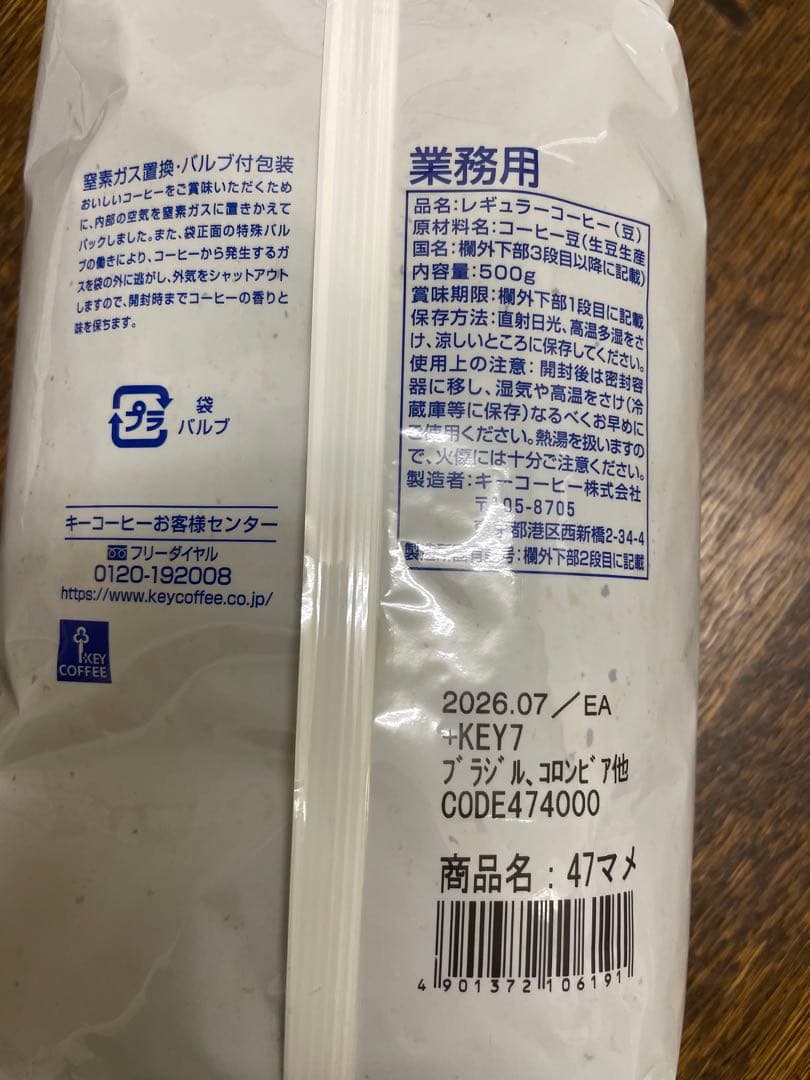 窒素ガス置換・バルブ付包装
おいしいコーヒーをご賞味いただくため
に、内部の空気を窒素ガスに置きかえて
パックしました。また、袋正面の特殊バル
ブの働きにより、コーヒーから発生するガ
スを袋の外に逃がし、外気をシャットアウト
しますので、開封時までコーヒーの香りと
味を保ちます。
プラ
袋
バルブ
キーコーヒーお客様センター
フリーダイヤル
0120-192008
https://www.keycoffee.co.jp/
KEY
COFFEE
業務用
品名:レギュラーコーヒー(豆)
原材料名:コーヒー豆(生豆生産
国名:欄外下部3段目以降に記載)
内容量:500g
賞味期限:欄外下部1段目に記載
保存方法:直射日光、高温多湿をさ
け、涼しいところに保存してください。
使用上の注意:開封後は密封容
器に移し、湿気や高温をさけ(冷
蔵庫等に保存)なるべくお早めに
ご使用ください。熱湯を扱いますの
で、火傷には十分ご注意ください。
製造者:キーコーヒー株式会社
〒105-8705
東京都港区西新橋2-34-4
製造所固有記号:欄外下部2段目に記載
2026.07/EA
+KEY7
ブラジル、コロンビア他
CODE474000
商品名:47マメ
4 901372 106191